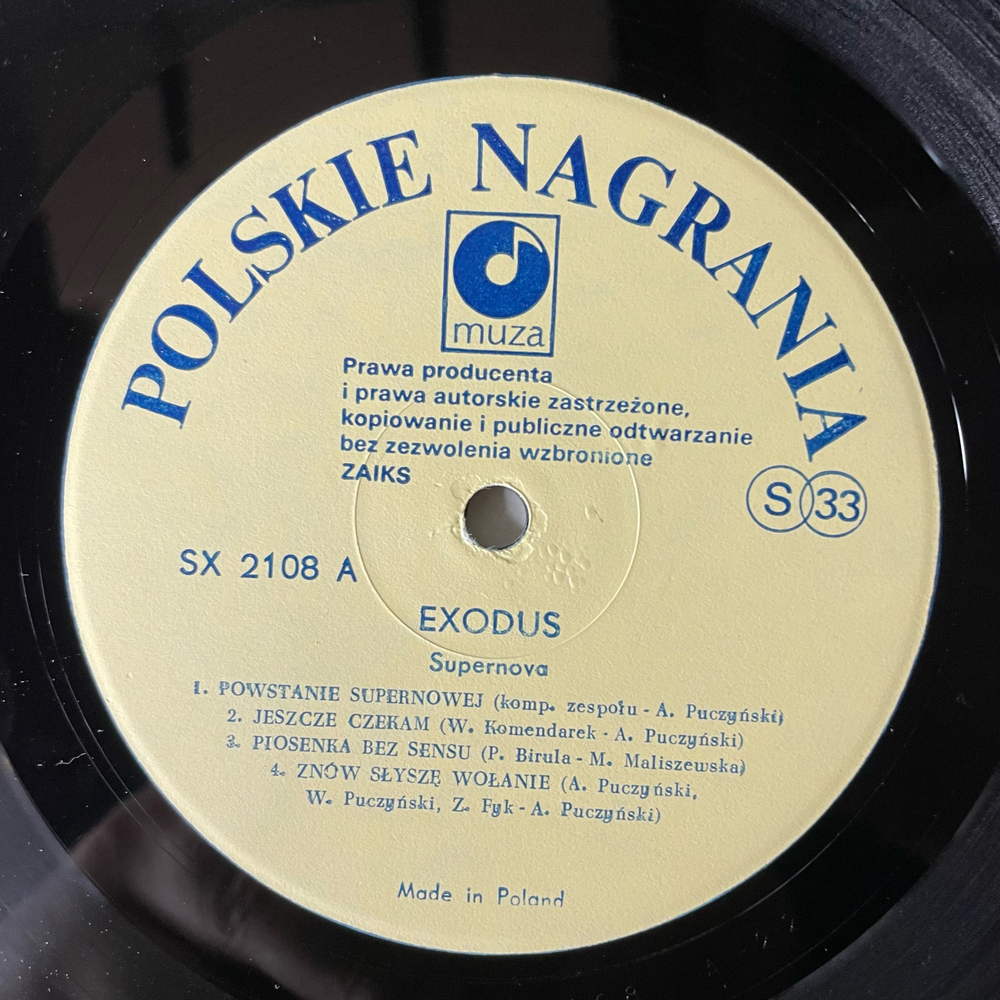 POLSKIE NAGRANIA
muza
Prawa producenta
i prawa autorskie zastrzeżone,
kopiowanie i publiczne odtwarzanie
bez zezwolenia wzbronione
ZAIKS
S 33
SX 2108 A
EXODUS
Supernova
1. POWSTANIE SUPERNOWEJ (komp. zespołu - A. Puczyński)
2. JESZCZE CZEKAM (W. Komendarek - A. Puczyński)
3. PIOSENKA BEZ SENSU (P. Birula - M. Maliszewska)
4. ZNÓW SŁYSZĘ WOŁANIE (A. Puczyński,
W. Puczyński, Z. Fyk - A. Puczyński)
Made in Poland